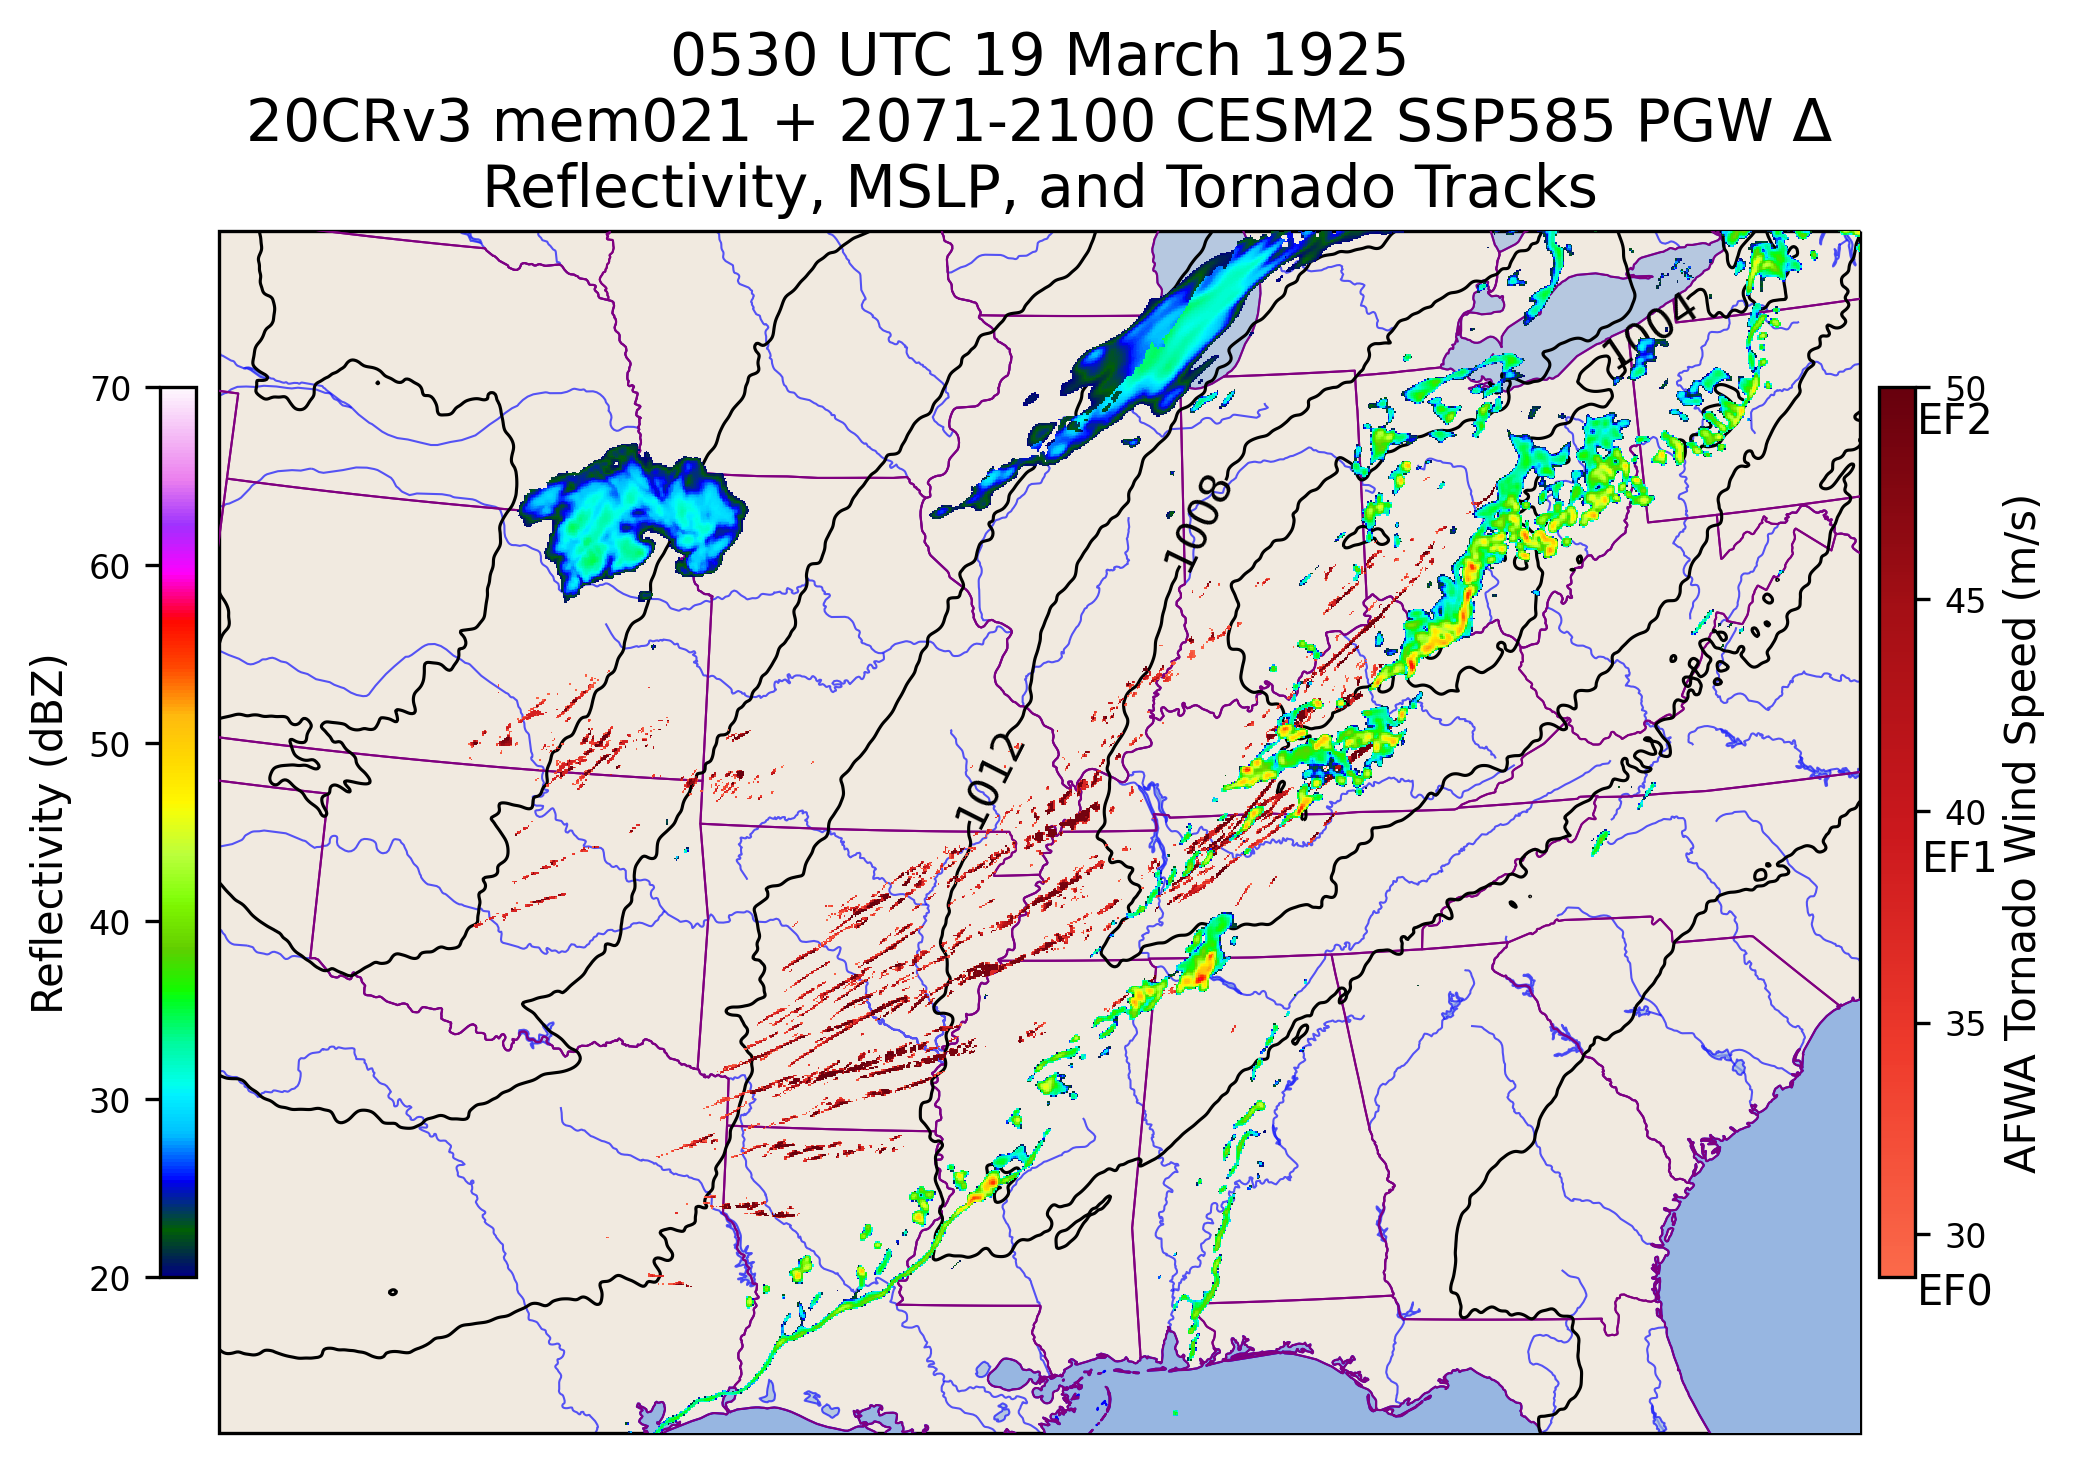 0530 UTC 19 March 1925
20CRv3 mem021 + 2071-2100 CESM2 SSP585 PGW Δ
Reflectivity, MSLP, and Tornado Tracks
Reflectivity (dBZ)
70
60
50
40
30
20
1004
1008
1012
50
EF2
45
40
EF1
35
30
EF0
AFWA Tornado Wind Speed (m/s)